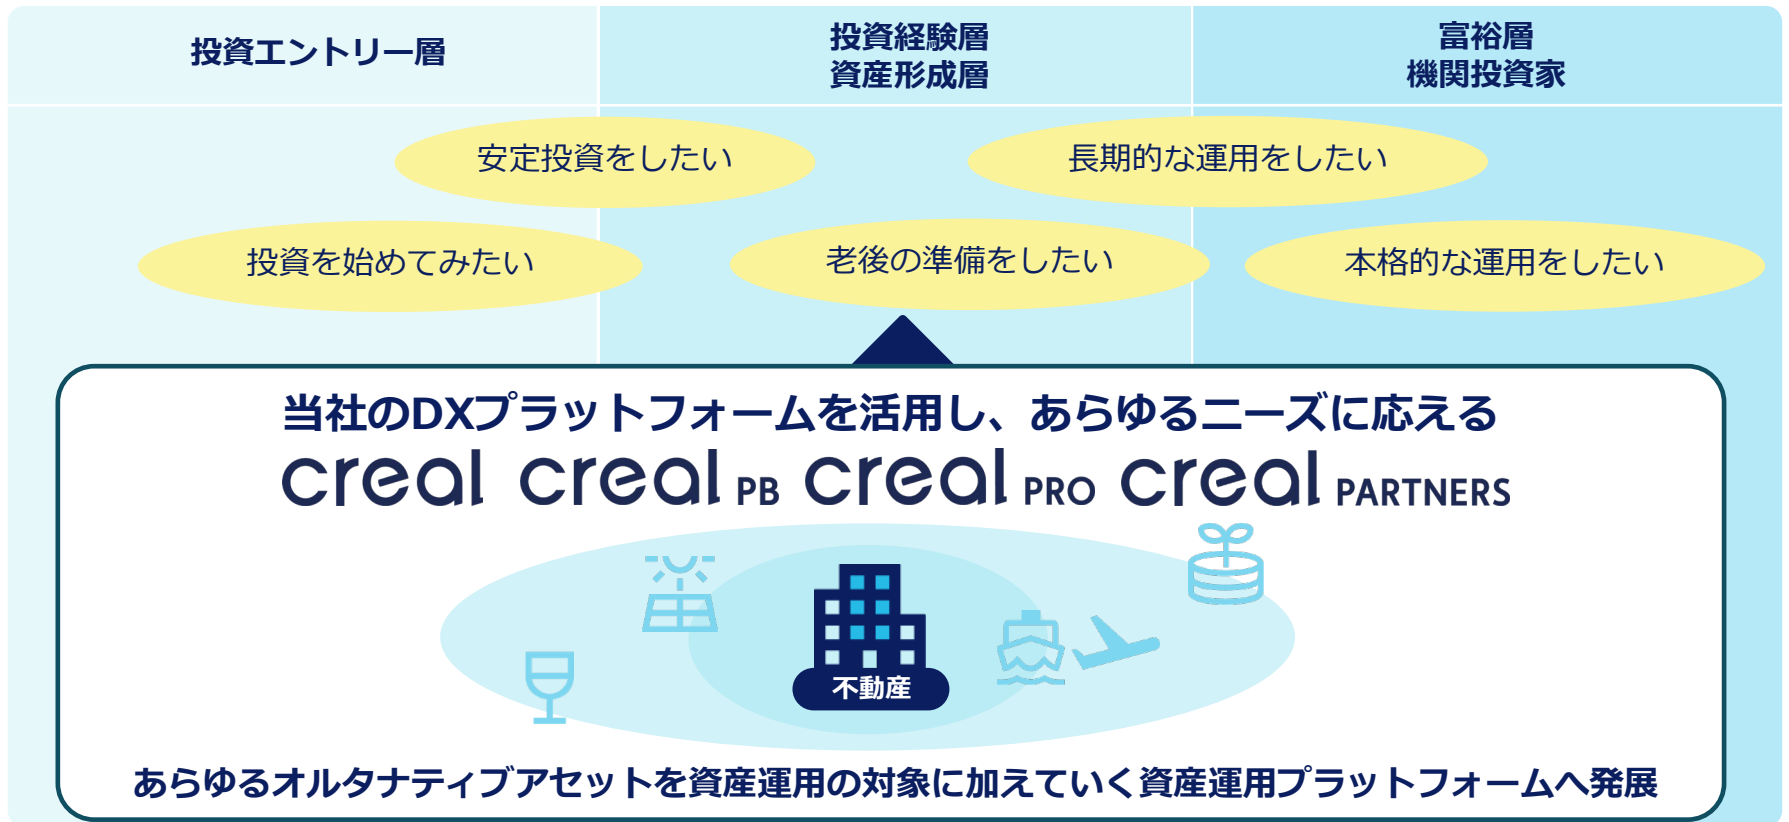 投資エントリー層
投資経験層
資産形成層
富裕層
機関投資家
安定投資をしたい
長期的な運用をしたい
投資を始めてみたい
老後の準備をしたい
本格的な運用をしたい
当社のDXプラットフォームを活用し、あらゆるニーズに応える
creal creal PB creal PRO creal PARTNERS
不動産
あらゆるオルタナティブアセットを資産運用の対象に加えていく資産運用プラットフォームへ発展